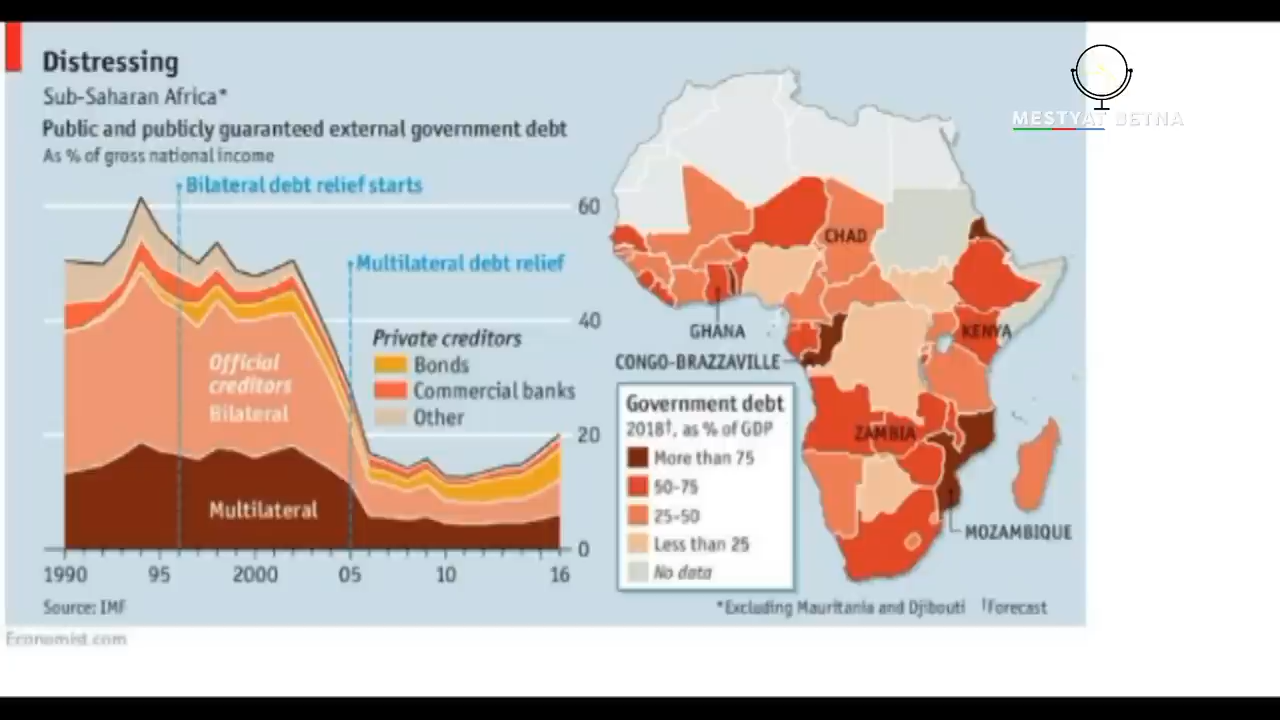 Distressing
Sub-Saharan Africa*
Public and publicly guaranteed external government debt
As % of gross national income
Bilateral debt relief starts
60
Multilateral debt relief
40
Private creditors
Bonds
Commercial banks
Other
Official
creditors
Bilateral
20
Multilateral
0
1990 95 2000 05 10 16
Source: IMF
Economist.com
MESTYAT BETNA
CHAD
GHANA
KENYA
CONGO-BRAZZAVILLE
ZAMBIA
MOZAMBIQUE
Government debt
2018†, as % of GDP
More than 75
50-75
25-50
Less than 25
No data
*Excluding Mauritania and Djibouti †Forecast